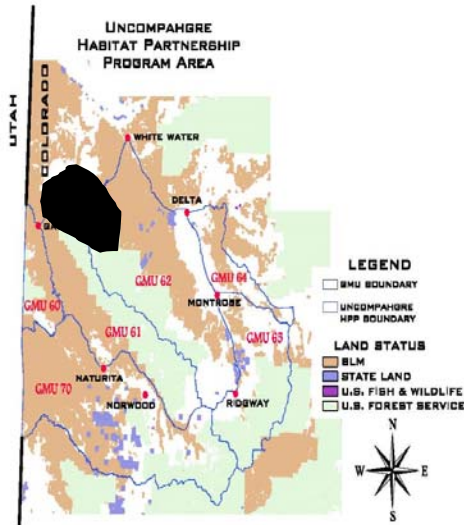 UNCOMPAHGRE
HABITAT PARTNERSHIP
PROGRAM AREA
UTAH
COLORADO
WHITE WATER
DELTA
GMU 62
GMU 64
GMU 60
MONTROSE
GMU 61
GMU 65
NATURITA
GMU 70
NORWOOD
RIDGWAY
LEGEND
GMU BOUNDARY
UNCOMPAHGRE
HPP BOUNDARY
LAND STATUS
BLM
STATE LAND
U.S. FISH & WILDLIFE
U.S. FOREST SERVICE
N
W
E
S